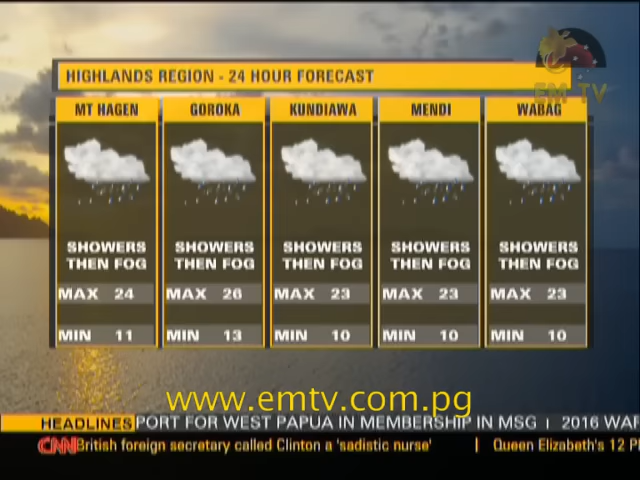 HIGHLANDS REGION - 24 HOUR FORECAST
EM TV
MT HAGEN GOROKA KUNDIAWA MENDI WABAG
SHOWERS SHOWERS SHOWERS SHOWERS SHOWERS
THEN FOG THEN FOG THEN FOG THEN FOG THEN FOG
MAX 24 MAX 26 MAX 23 MAX 23 MAX 23
MIN 11 MIN 13 MIN 10 MIN 10 MIN 10
www.emtv.com.pg
HEADLINES PORT FOR WEST PAPUA IN MEMBERSHIP IN MSG | 2016 WAR
CNN British foreign secretary called Clinton a 'sadistic nurse' | Queen Elizabeth's 12 P